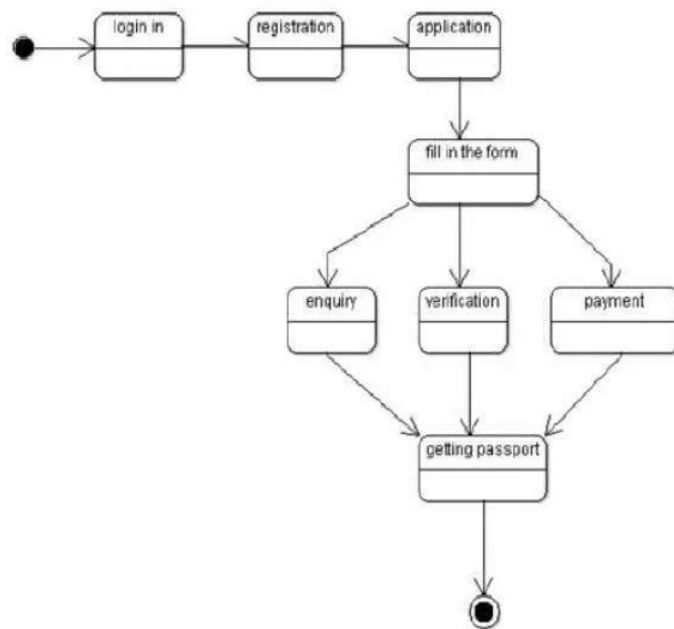 login in
registration
application
fill in the form
enquiry
verification
payment
getting passport